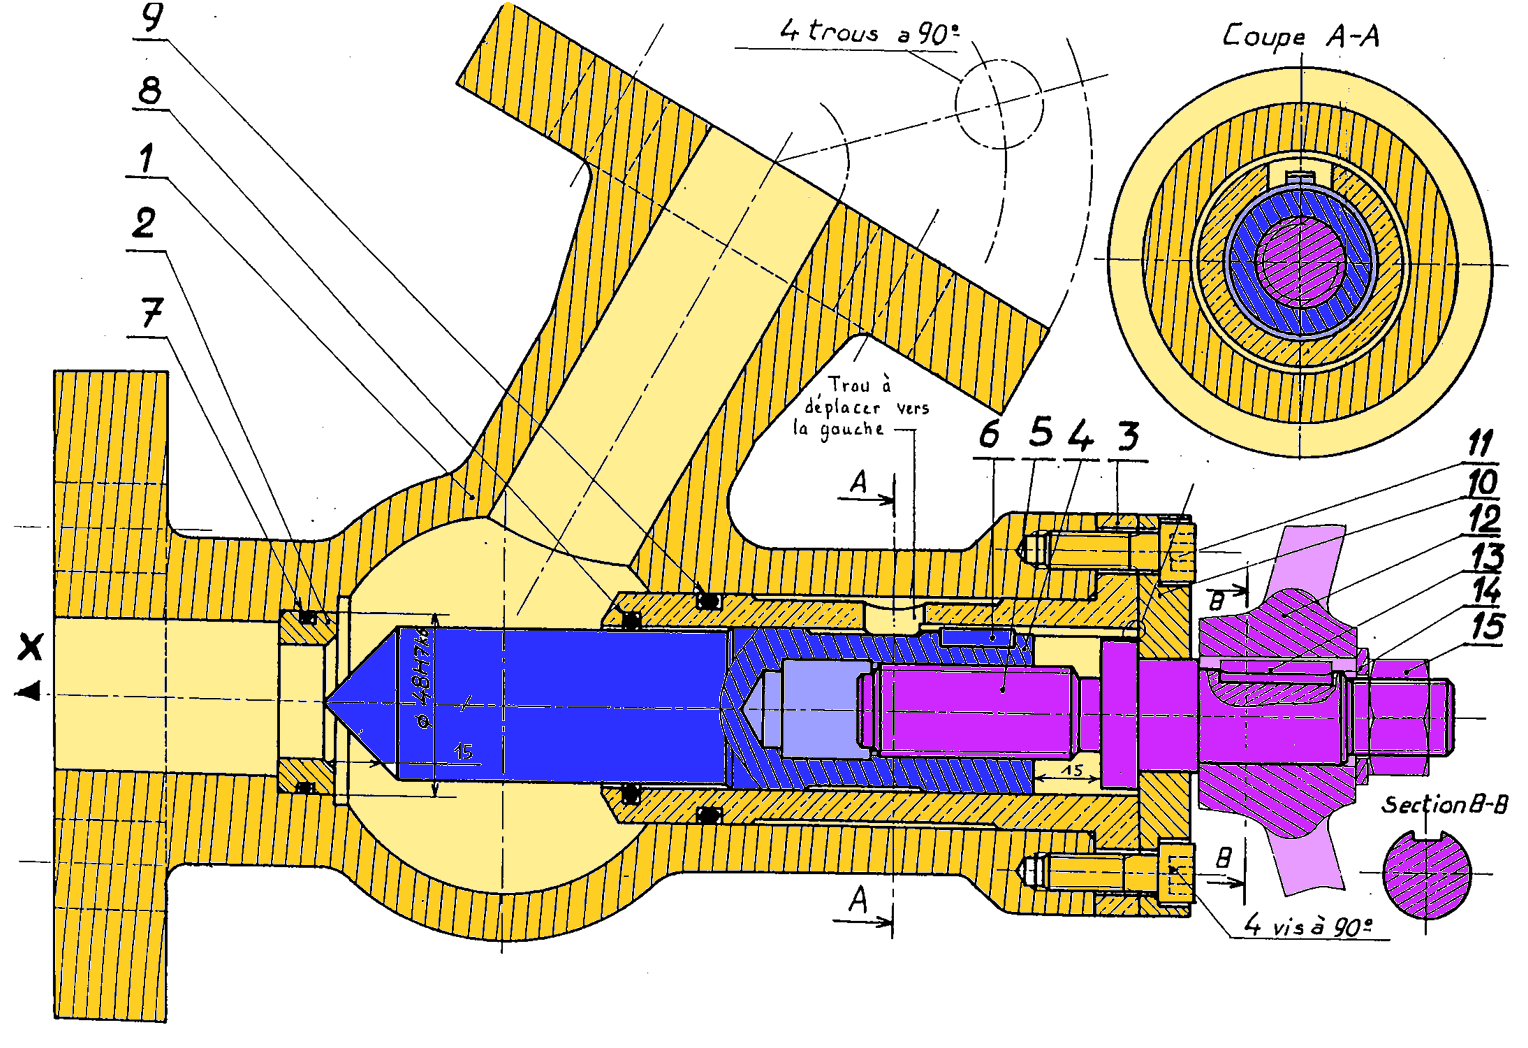 9
4 trous a 90°
Coupe A-A
8
1
2
7
Trou à
déplacer vers
la gauche
6 5 4 3
11
10
12
13
14
15
A
B
X
ϕ 48H7k6
15
15
Section B-B
A
B
4 vis à 90°